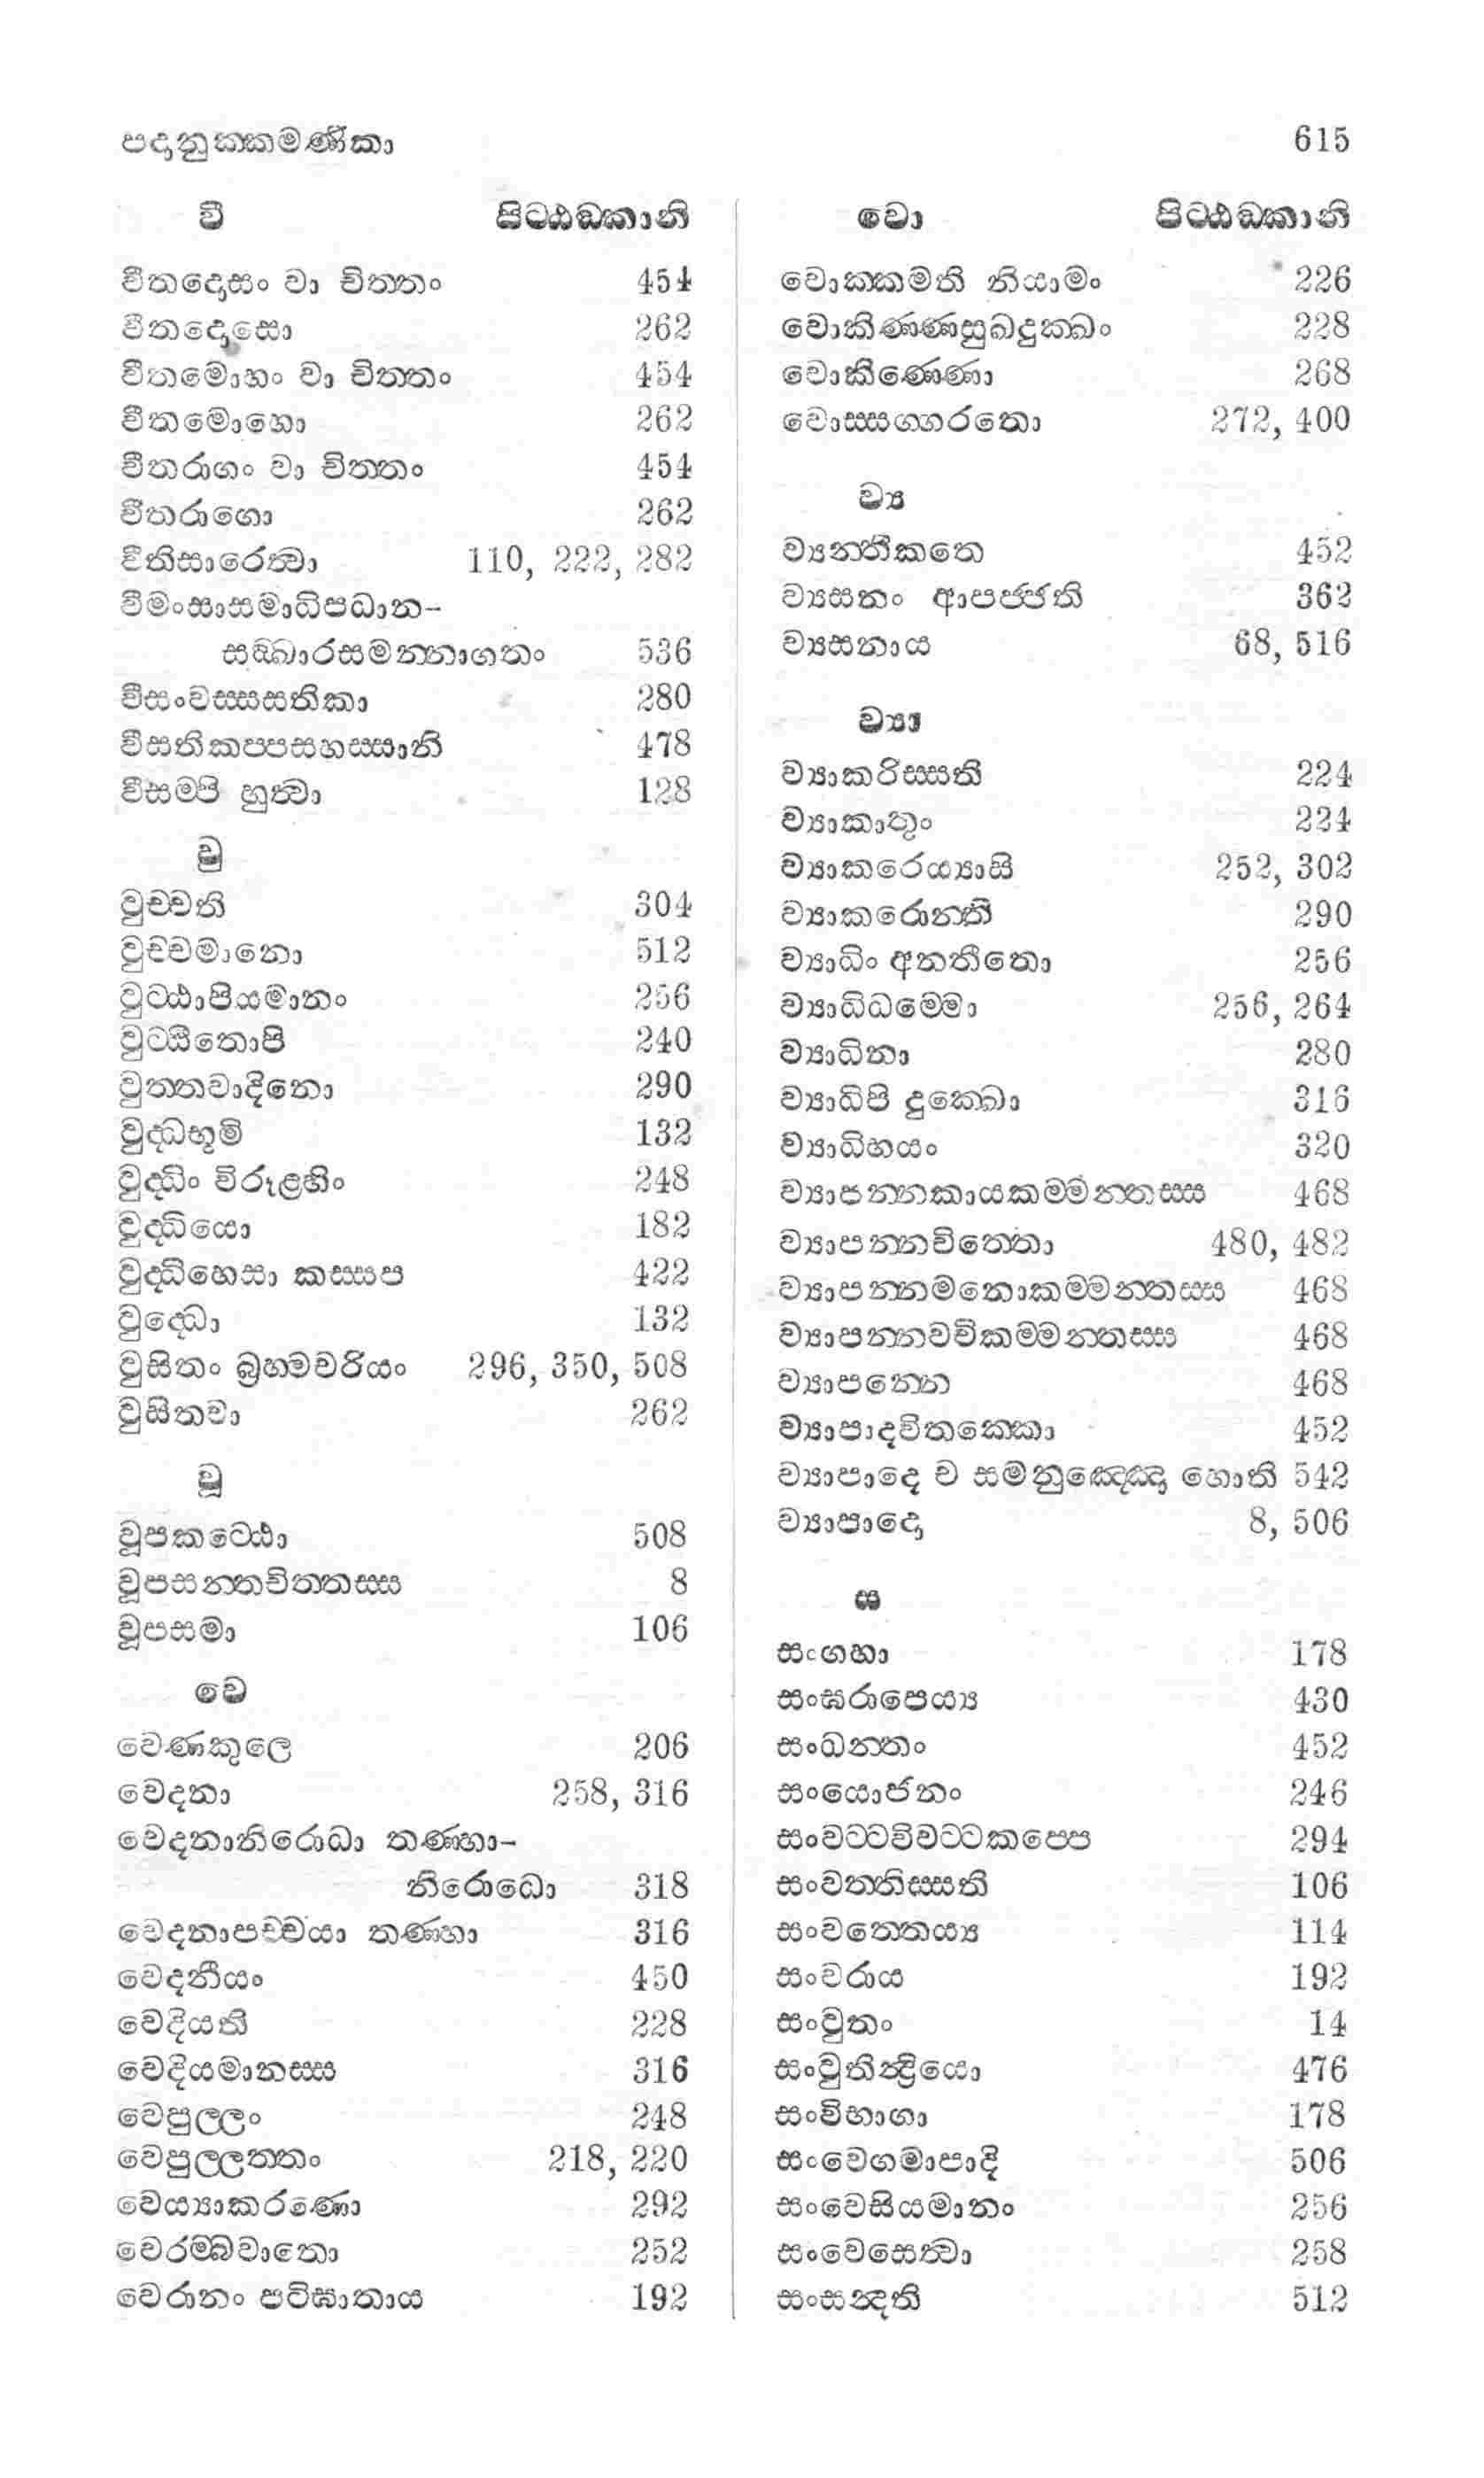 පදානුක්කමණිකා 615
වී පිට්ඨඞ්කානි
වීතදොසං වා චිත්තං 454
වීතදොසො 262
වීතමොහං වා චිත්තං 454
වීතමොහො 262
වීතරාගං වා චිත්තං 454
වීතරාගො 262
වීතිසාරෙත්වා 110, 222, 282
වීමංසාසමාධිපධාන-
සඞ්ඛාරසමන්නාගතං 536
වීසංවස්සසතිකා 280
වීසතිකප්පසහස්සානි 478
වීසම්පි හුත්වා 128
වු
වුච්චති 304
වුච්චමානො 512
වුට්ඨාපියමානං 256
වුට්ඨිතොපි 240
වුත්තවාදිනො 290
වුද්ධභූමි 132
වුද්ධිං විරූළ්හිං 248
වුද්ධියො 182
වුද්ධිහෙසා කස්සප 422
වුද්ධො 132
වුසිතං බ්‍රහ්මචරියං 296, 350, 508
වුසිතවා 262
වූ
වූපකට්ඨො 508
වූපසන්තචිත්තස්ස 8
වූපසමා 106
වෙ
වෙණකුලෙ 206
වෙදනා 258, 316
වෙදනානිරොධා තණ්හා-
නිරොධො 318
වෙදනාපච්චයා තණ්හා 316
වෙදනීයං 450
වෙදියති 228
වෙදියමානස්ස 316
වෙපුල්ලං 248
වෙපුල්ලත්තං 218, 220
වෙය්‍යාකරණො 292
වෙරම්බවාතො 252
වෙරානං පටිඝාතාය 192
වො පිට්ඨඞ්කානි
වොක්කමති නියාමං 226
වොකිණ්ණසුඛදුක්ඛං 228
වොකිණ්ණො 268
වොස්සග්ගරතො 272, 400
ව්‍ය
ව්‍යන්තීකතෙ 452
ව්‍යසනං ආපජ්ජති 362
ව්‍යසනාය 68, 516
ව්‍යා
ව්‍යාකරිස්සති 224
ව්‍යාකාතුං 224
ව්‍යාකරෙය්‍යාසි 252, 302
ව්‍යාකරොන්ති 290
ව්‍යාධිං අනතීතො 256
ව්‍යාධිධම්මො 256, 264
ව්‍යාධිනා 280
ව්‍යාධිපි දුක්ඛො 316
ව්‍යාධිභයං 320
ව්‍යාපන්නකායකම්මන්තස්ස 468
ව්‍යාපන්නචිත්තො 480, 482
ව්‍යාපන්නමනොකම්මන්තස්ස 468
ව්‍යාපන්නවචීකම්මන්තස්ස 468
ව්‍යාපන්නෙ 468
ව්‍යාපාදවිතක්කො 452
ව්‍යාපාදෙ ච සමනුඤ්ඤො හොති 542
ව්‍යාපාදො 8, 506
ස
සංගහා 178
සංඝරාපෙය්‍ය 430
සංඛන්තං 452
සංයොජනං 246
සංවට්ටවිවට්ටකප්පෙ 294
සංවත්තිස්සති 106
සංවත්තෙය්‍ය 114
සංවරාය 192
සංවුතං 14
සංවුතින්‍ද්‍රියො 476
සංවිභාගා 178
සංවෙගමාපාදි 506
සංවෙසියමානං 256
සංවෙසෙත්වා 258
සංසඤ්ඤති 512